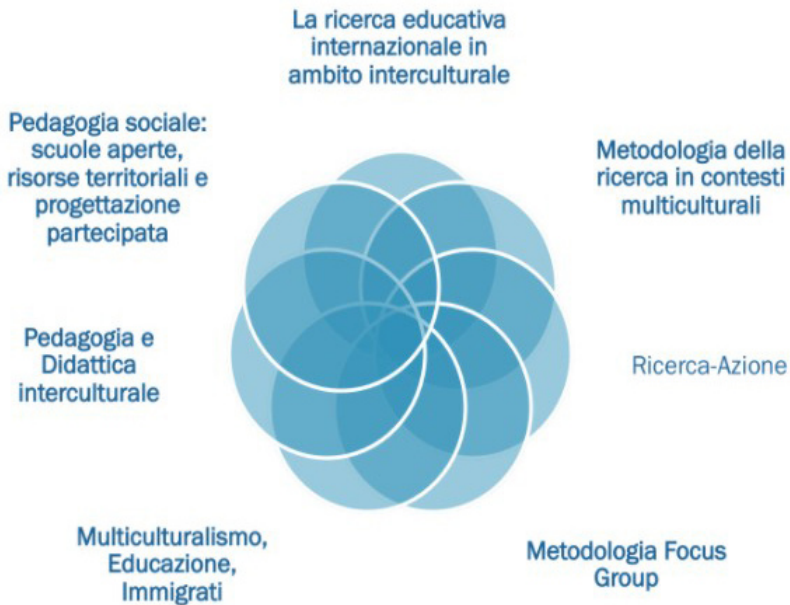 La ricerca educativa
internazionale in
ambito interculturale
Metodologia della
ricerca in contesti
multiculturali
Ricerca-Azione
Metodologia Focus
Group
Multiculturalismo,
Educazione,
Immigrati
Pedagogia e
Didattica
interculturale
Pedagogia sociale:
scuole aperte,
risorse territoriali e
progettazione
partecipata